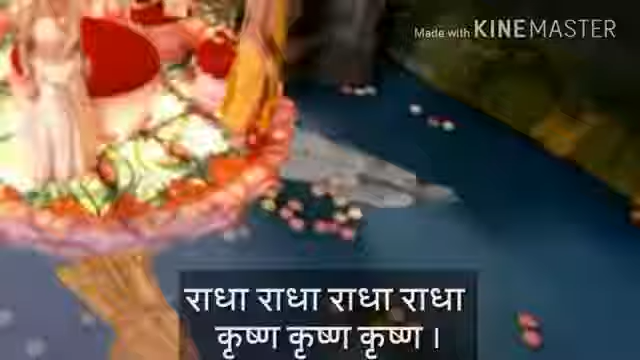 Made with KINEMASTER
राधा राधा राधा राधा
कृष्ण कृष्ण कृष्ण ।